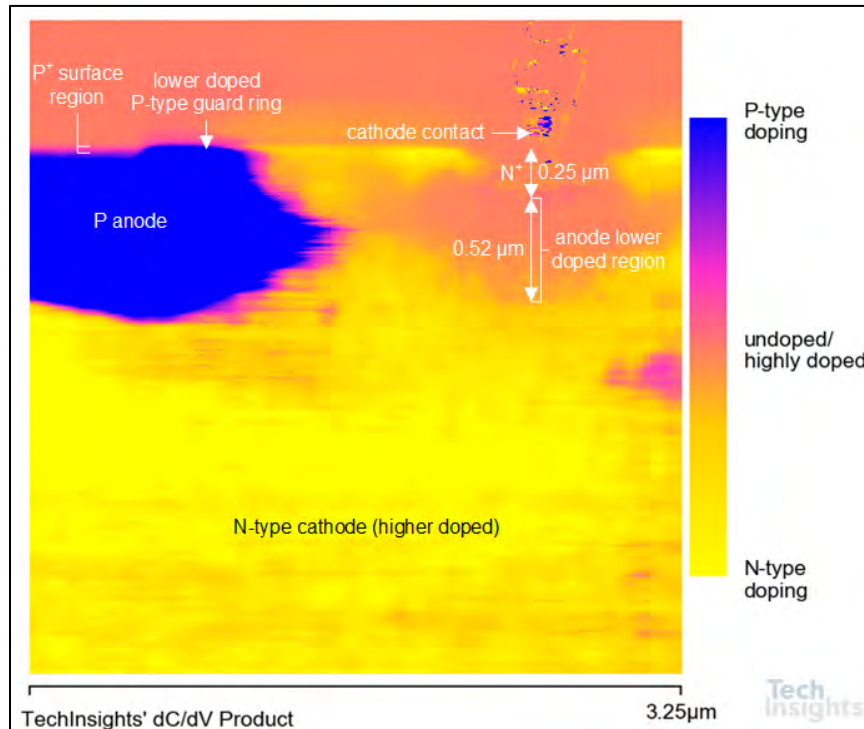 P⁺ surface
region
lower doped
P-type guard ring
cathode contact
N⁺
0.25 µm
P anode
0.52 µm
anode lower
doped region
N-type cathode (higher doped)
P-type
doping
undoped/
highly doped
N-type
doping
TechInsights' dC/dV Product
3.25µm
Tech
Insights